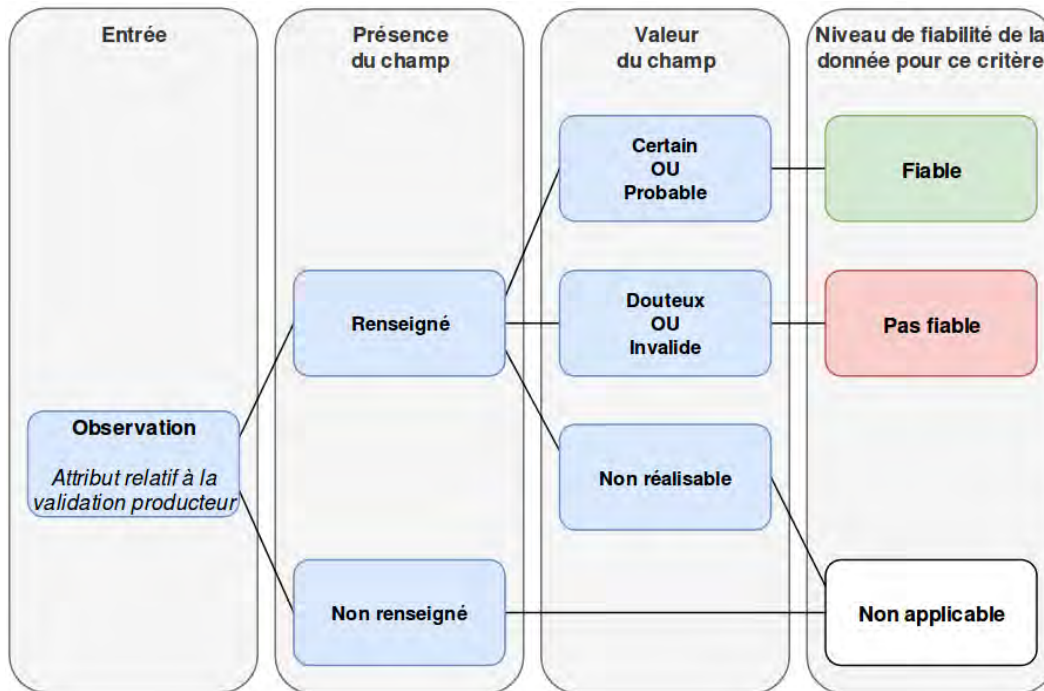 Entrée
Présence
du champ
Valeur
du champ
Niveau de fiabilité de la
donnée pour ce critère
Certain
OU
Probable
Fiable
Renseigné
Douteux
OU
Invalide
Pas fiable
Observation
Attribut relatif à la
validation producteur
Non réalisable
Non renseigné
Non applicable